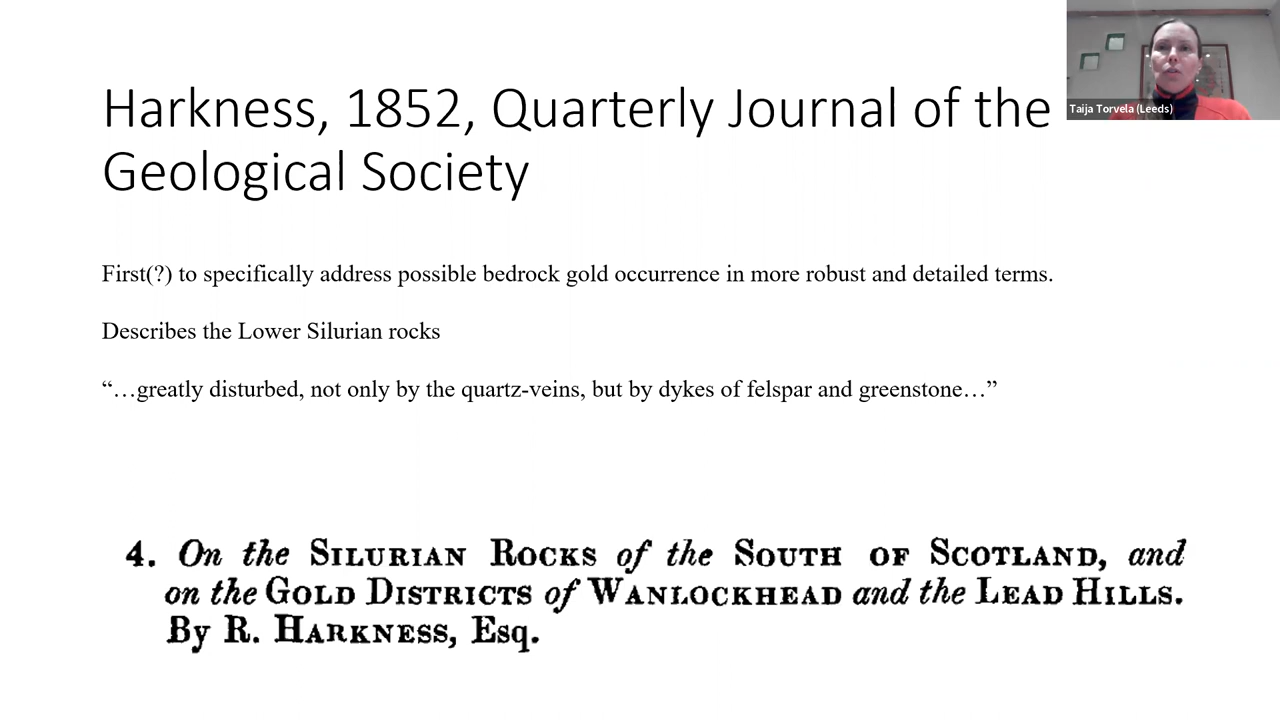 Harkness, 1852, Quarterly Journal of the
Geological Society
Taija Torvela (Leeds)
First(?) to specifically address possible bedrock gold occurrence in more robust and detailed terms.
Describes the Lower Silurian rocks
“…greatly disturbed, not only by the quartz-veins, but by dykes of felspar and greenstone…”
4. On the SILURIAN ROCKS of the SOUTH OF SCOTLAND, and
on the GOLD DISTRICTS of WANLOCKHEAD and the LEAD HILLS.
By R. HARKNESS, Esq.